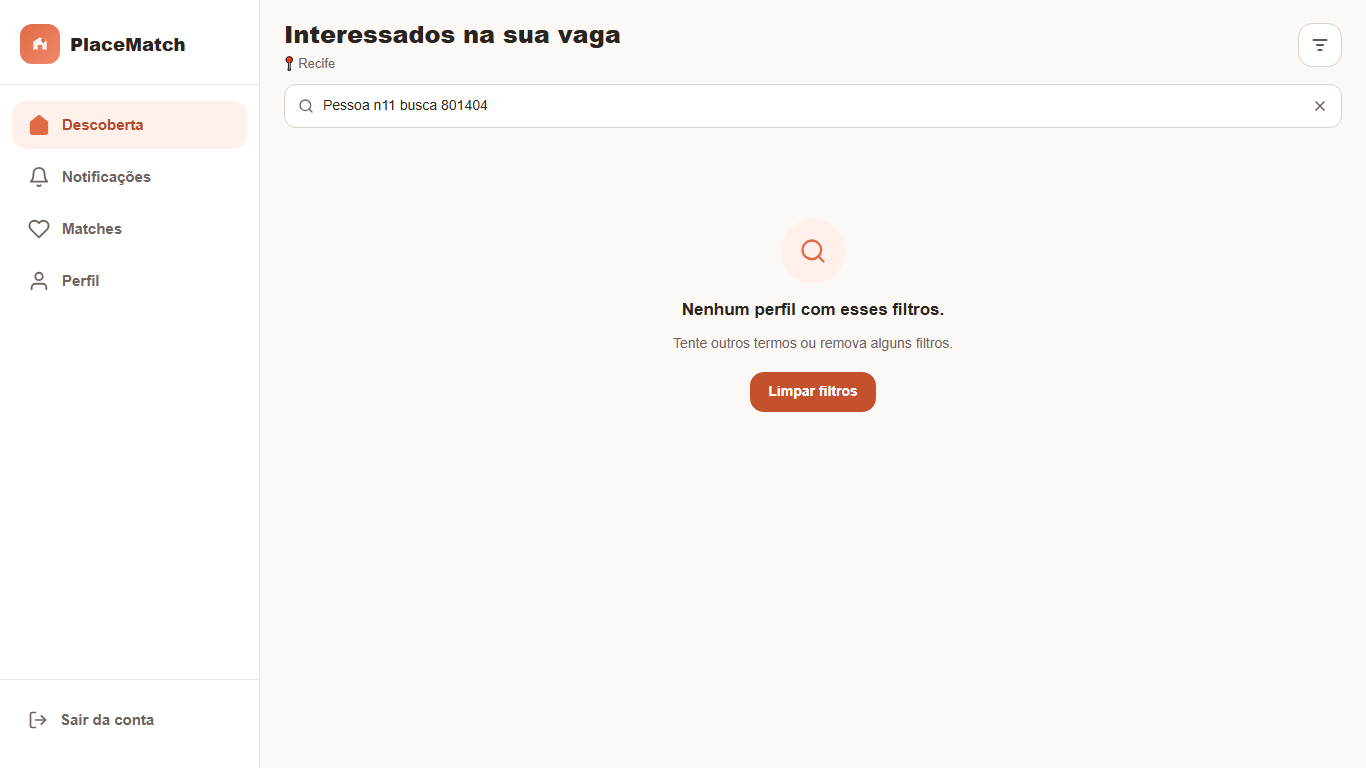 PlaceMatch
Descoberta
Notificações
Matches
Perfil
Sair da conta
Interessados na sua vaga
Recife
Pessoa n11 busca 801404
Nenhum perfil com esses filtros.
Tente outros termos ou remova alguns filtros.
Limpar filtros